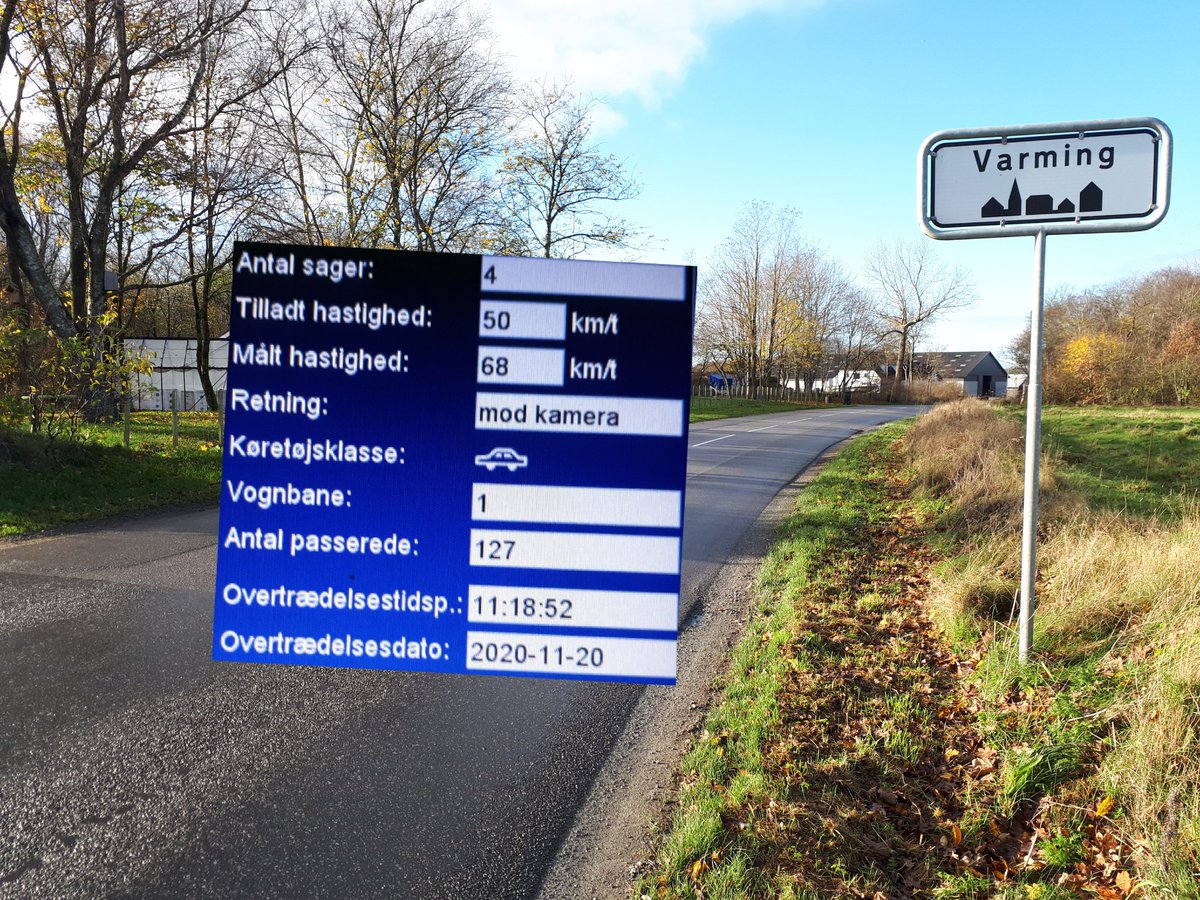 Varming
Antal sager: 4
Tilladt hastighed: 50 km/t
Målt hastighed: 68 km/t
Retning: mod kamera
Køretøjsklasse:
Vognbane: 1
Antal passerede: 127
Overtrædelsestidsp.: 11:18:52
Overtrædelsesdato: 2020-11-20